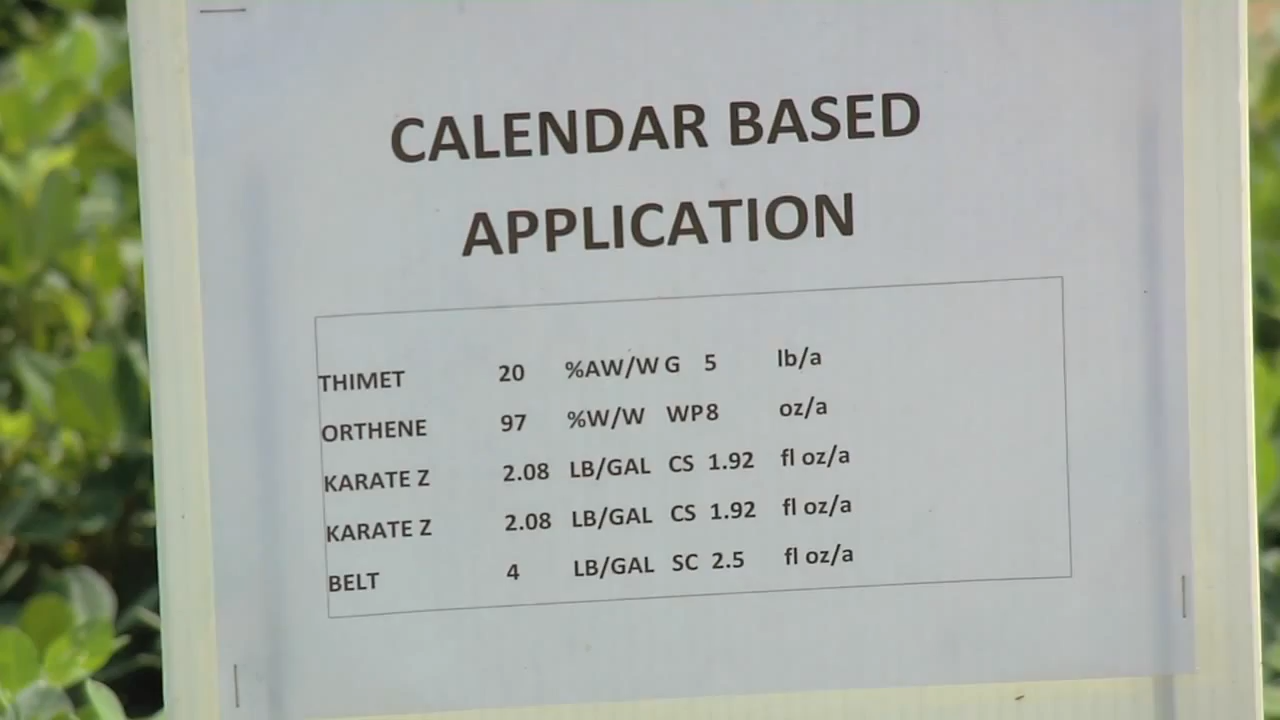 CALENDAR BASED
APPLICATION
THIMET 20 %AW/W G 5 lb/a
ORTHENE 97 %W/W WP8 oz/a
KARATE Z 2.08 LB/GAL CS 1.92 fl oz/a
KARATE Z 2.08 LB/GAL CS 1.92 fl oz/a
BELT 4 LB/GAL SC 2.5 fl oz/a